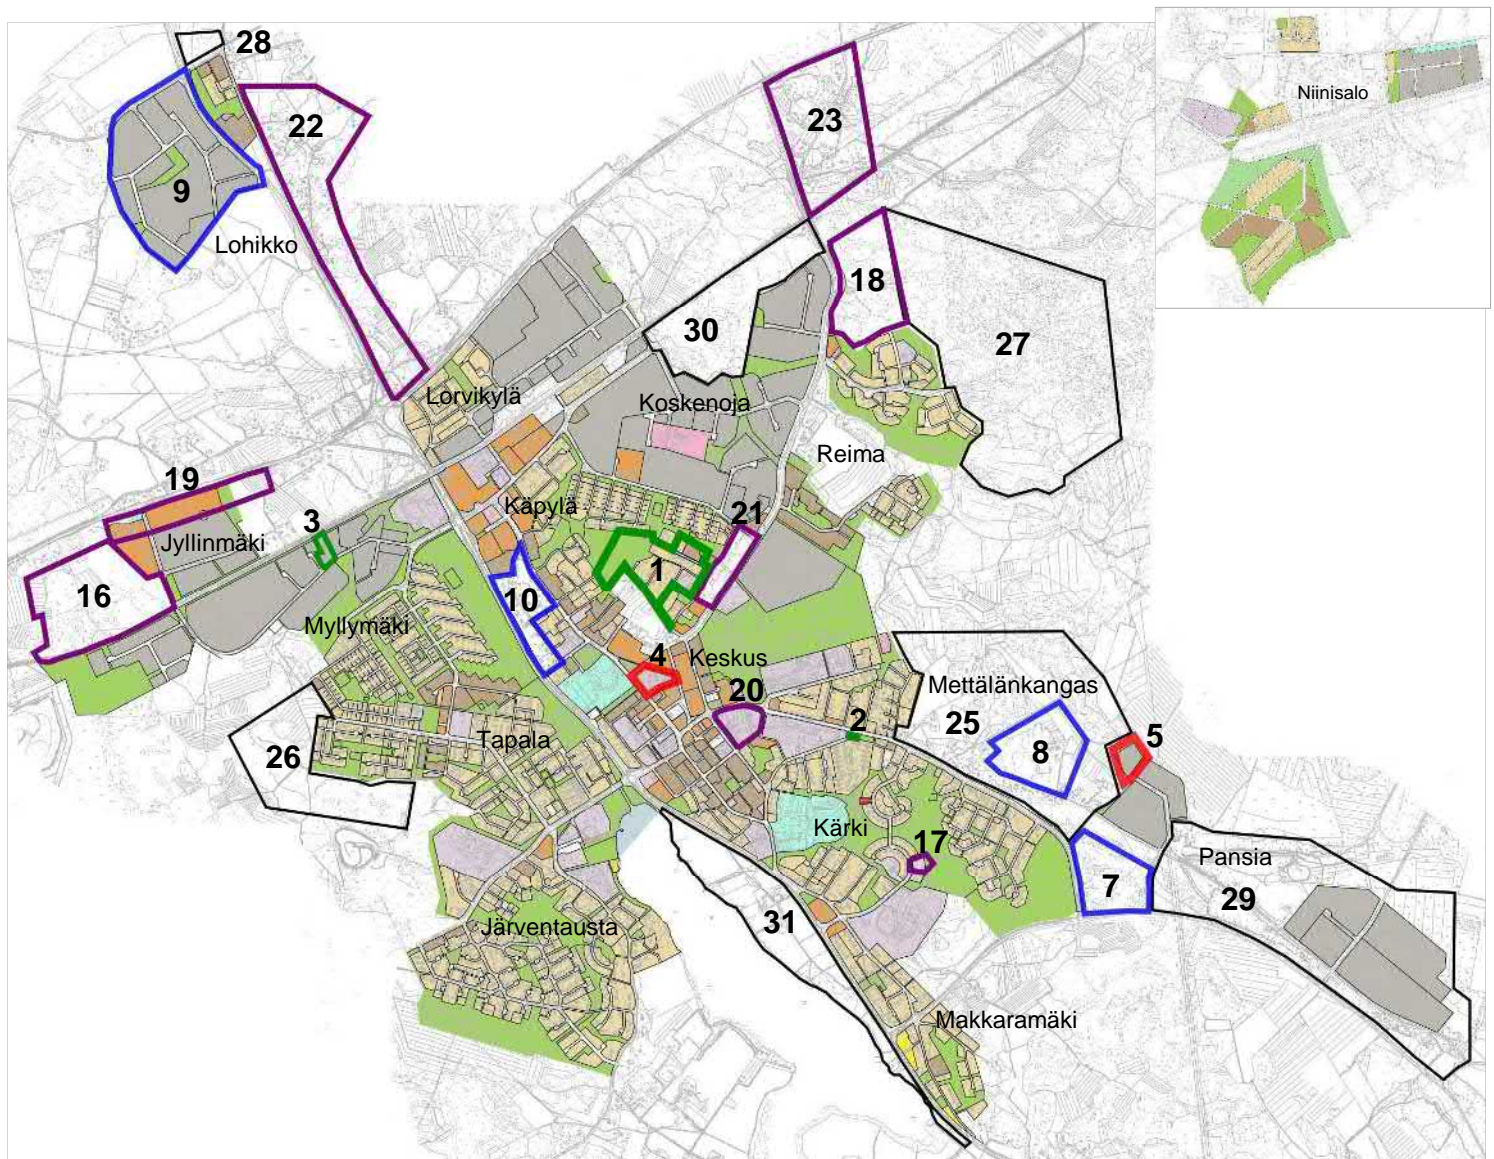 28
Niinisalo
22
23
9
Lohikko
18
30
27
Lorvikylä
Koskenoja
Reima
19
Käpylä
3
21
Jyllinmäki
1
16
10
Myllymäki
4
Keskus
Mettälänkangas
20
25
2
5
Tapala
8
26
Kärki
17
Pansia
7
29
31
Järventausta
Makkaramäki